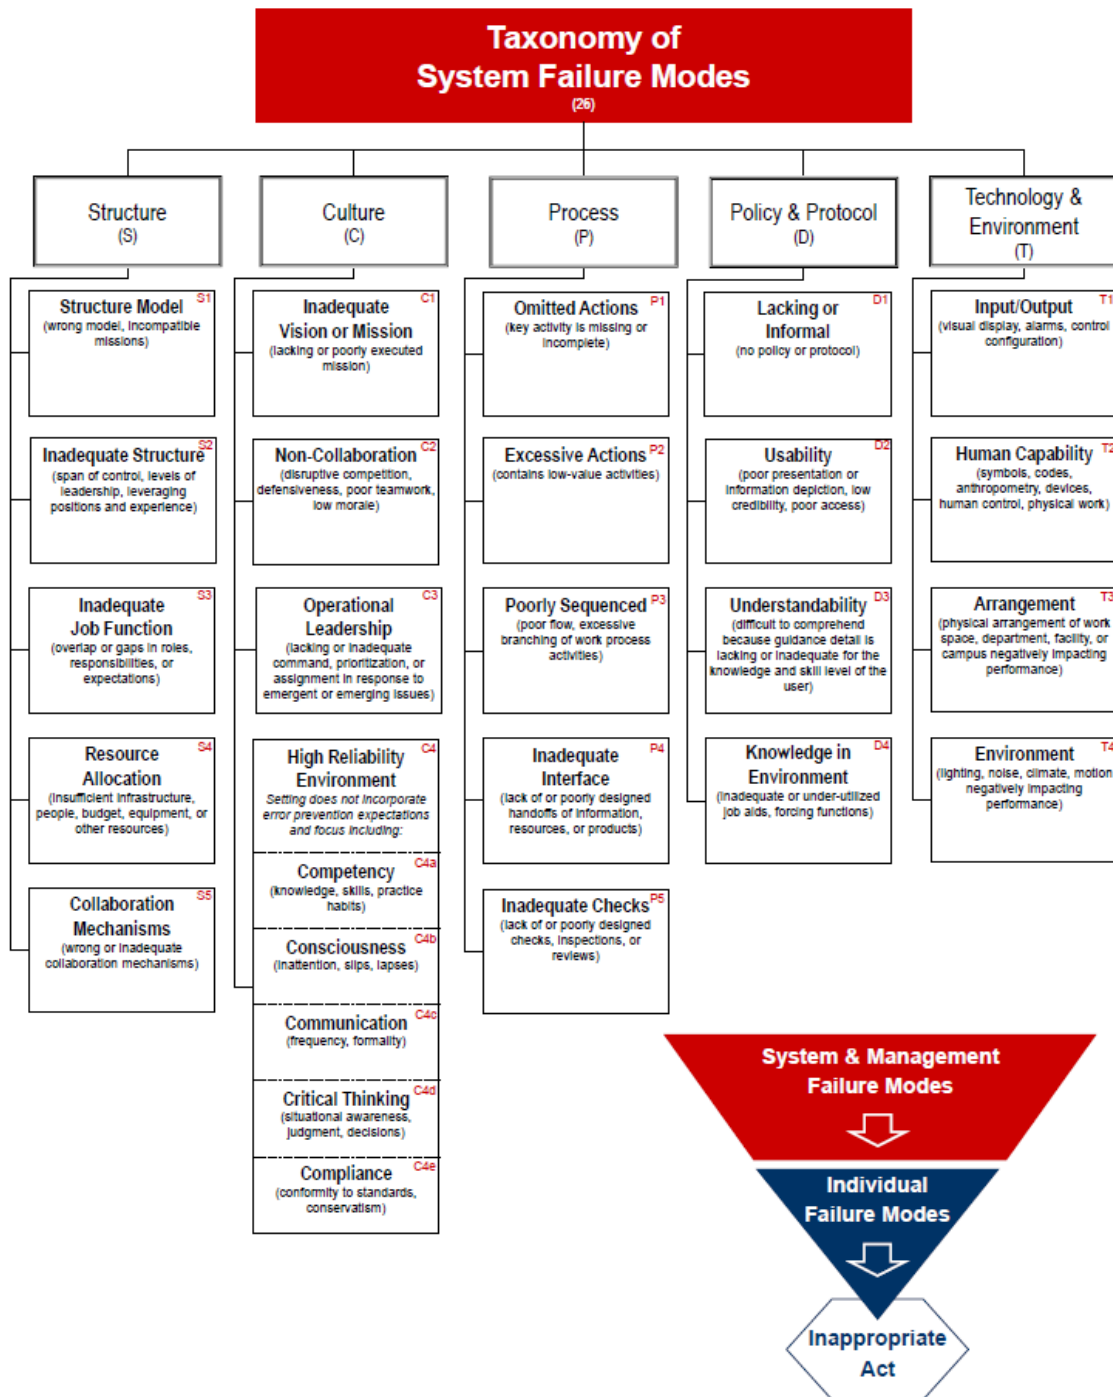 Taxonomy of
System Failure Modes
(26)
Structure
(S)
S1
Structure Model
(wrong model, incompatible
missions)
S2
Inadequate Structure
(span of control, levels of
leadership, leveraging
positions and experience)
S3
Inadequate
Job Function
(overlap or gaps in roles,
responsibilities, or
expectations)
S4
Resource
Allocation
(insufficient infrastructure,
people, budget, equipment, or
other resources)
S5
Collaboration
Mechanisms
(wrong or inadequate
collaboration mechanisms)
Culture
(C)
C1
Inadequate
Vision or Mission
(lacking or poorly executed
mission)
C2
Non-Collaboration
(disruptive competition,
defensiveness, poor teamwork,
low morale)
C3
Operational
Leadership
(lacking or inadequate
command, prioritization, or
assignment in response to
emergent or emerging issues)
C4
High Reliability
Environment
Setting does not incorporate
error prevention expectations
and focus including:
C4a
Competency
(knowledge, skills, practice
habits)
C4b
Consciousness
(inattention, slips, lapses)
C4c
Communication
(frequency, formality)
C4d
Critical Thinking
(situational awareness,
judgment, decisions)
C4e
Compliance
(conformity to standards,
conservatism)
Process
(P)
P1
Omitted Actions
(key activity is missing or
incomplete)
P2
Excessive Actions
(contains low-value activities)
P3
Poorly Sequenced
(poor flow, excessive
branching of work process
activities)
P4
Inadequate
Interface
(lack of or poorly designed
handoffs of information,
resources, or products)
P5
Inadequate Checks
(lack of or poorly designed
checks, inspections, or
reviews)
Policy & Protocol
(D)
D1
Lacking or
Informal
(no policy or protocol)
D2
Usability
(poor presentation or
information depiction, low
credibility, poor access)
D3
Understandability
(difficult to comprehend
because guidance detail is
lacking or inadequate for the
knowledge and skill level of the
user)
D4
Knowledge in
Environment
(inadequate or under-utilized
job aids, forcing functions)
Technology &
Environment
(T)
T1
Input/Output
(visual display, alarms, control
configuration)
T2
Human Capability
(symbols, codes,
anthropometry, devices,
human control, physical work)
T3
Arrangement
(physical arrangement of work
space, department, facility, or
campus negatively impacting
performance)
T4
Environment
(lighting, noise, climate, motion
negatively impacting
performance)
System & Management
Failure Modes
Individual
Failure Modes
Inappropriate
Act